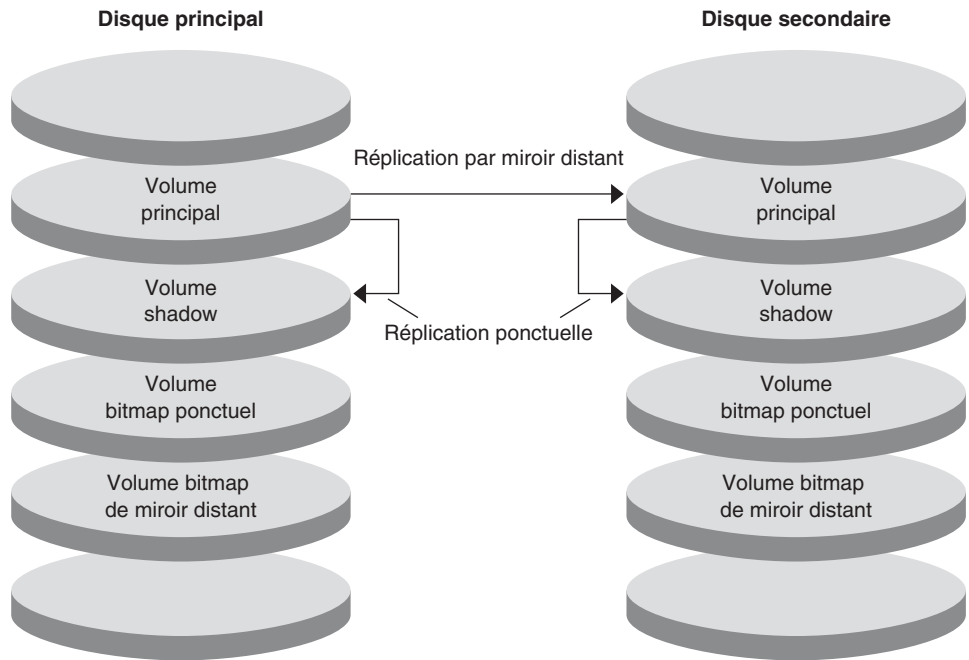 Disque principal
Disque secondaire
Réplication par miroir distant
Volume
principal
Volume
principal
Volume
shadow
Volume
shadow
Réplication ponctuelle
Volume
bitmap ponctuel
Volume
bitmap ponctuel
Volume bitmap
de miroir distant
Volume bitmap
de miroir distant